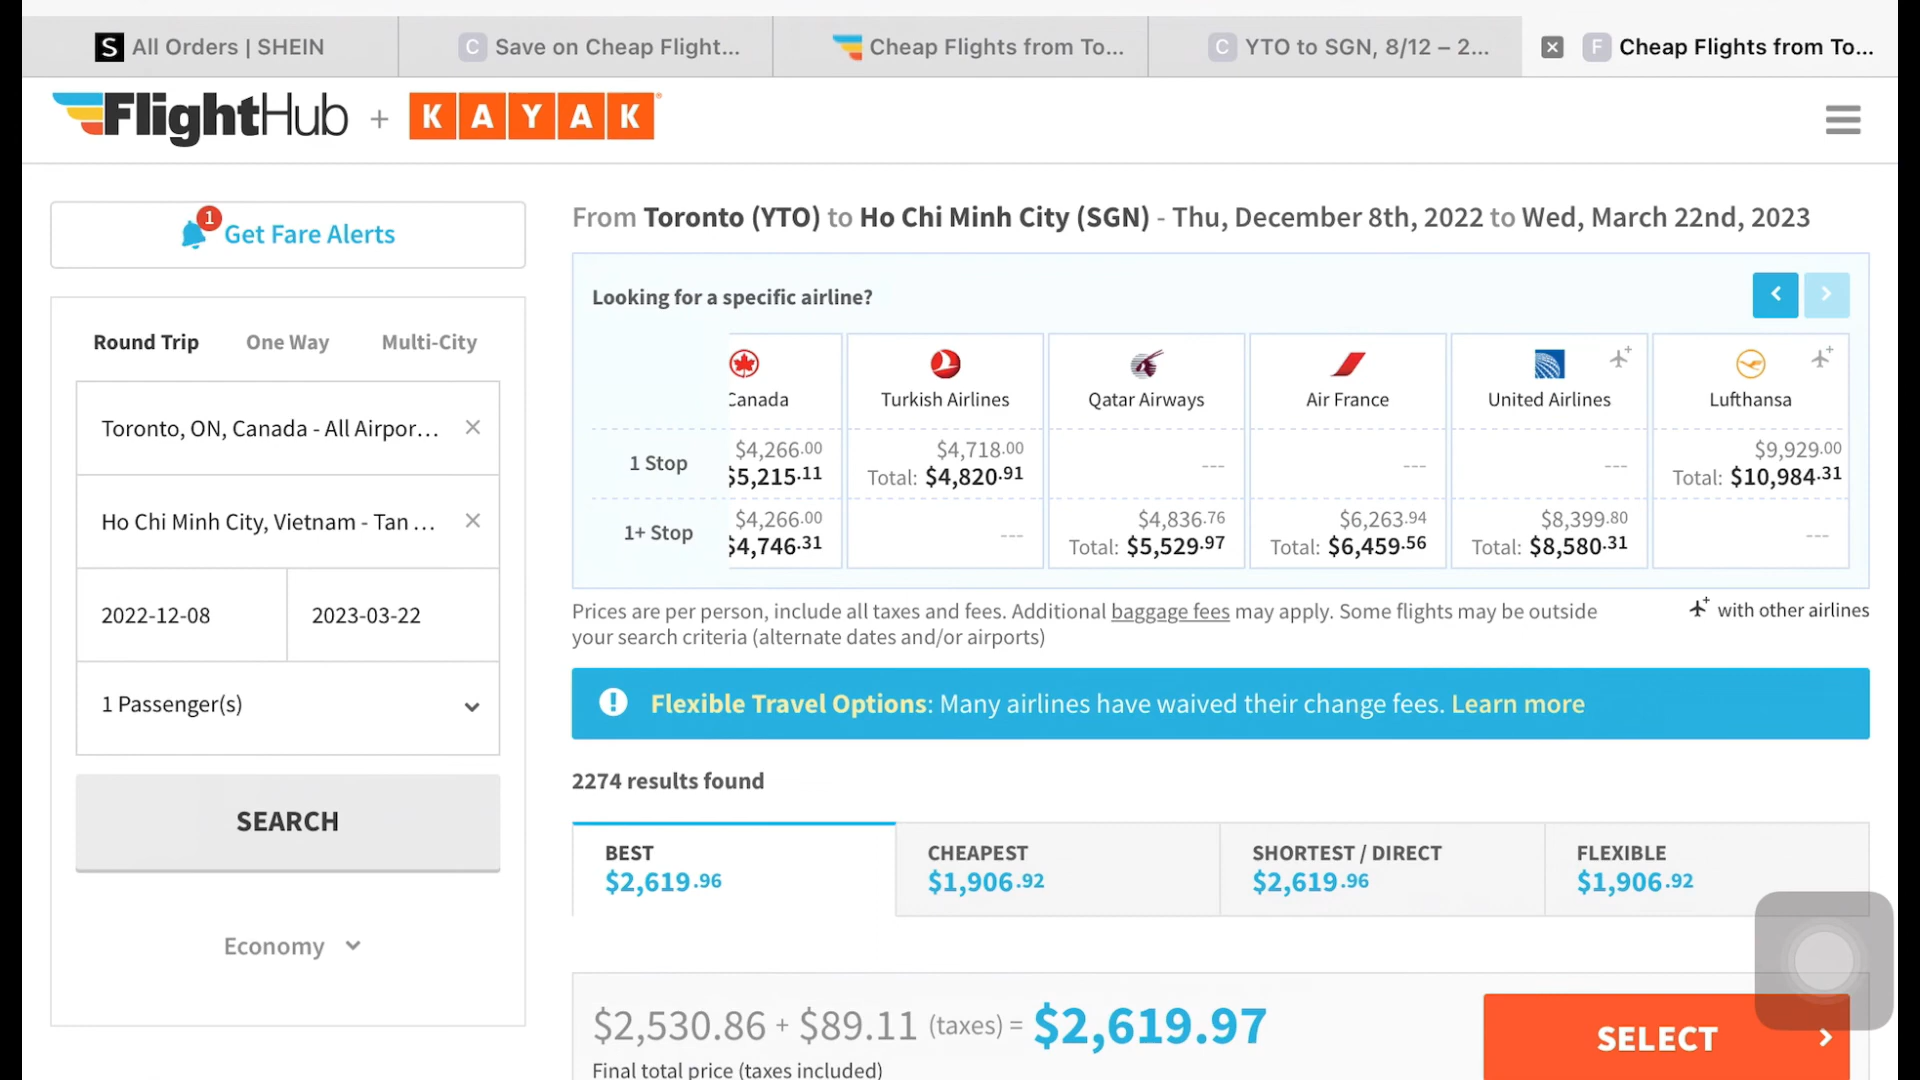 S All Orders | SHEIN
C Save on Cheap Flight...
Cheap Flights from To...
C YTO to SGN, 8/12 – 2...
F Cheap Flights from To...
FlightHub + KAYAK
1
Get Fare Alerts
Round Trip One Way Multi-City
Toronto, ON, Canada - All Airpor...
Ho Chi Minh City, Vietnam - Tan ...
2022-12-08 2023-03-22
1 Passenger(s)
SEARCH
Economy
From Toronto (YTO) to Ho Chi Minh City (SGN) - Thu, December 8th, 2022 to Wed, March 22nd, 2023
Looking for a specific airline?
Canada Turkish Airlines Qatar Airways Air France United Airlines Lufthansa
$4,266.00 $4,718.00 $9,929.00
1 Stop $5,215.11 Total: $4,820.91 --- --- --- Total: $10,984.31
$4,266.00 $4,836.76 $6,263.94 $8,399.80
1+ Stop $4,746.31 --- Total: $5,529.97 Total: $6,459.56 Total: $8,580.31 ---
Prices are per person, include all taxes and fees. Additional baggage fees may apply. Some flights may be outside
your search criteria (alternate dates and/or airports)
with other airlines
Flexible Travel Options: Many airlines have waived their change fees. Learn more
2274 results found
BEST CHEAPEST SHORTEST / DIRECT FLEXIBLE
$2,619.96 $1,906.92 $2,619.96 $1,906.92
$2,530.86 + $89.11 (taxes) = $2,619.97
Final total price (taxes included)
SELECT